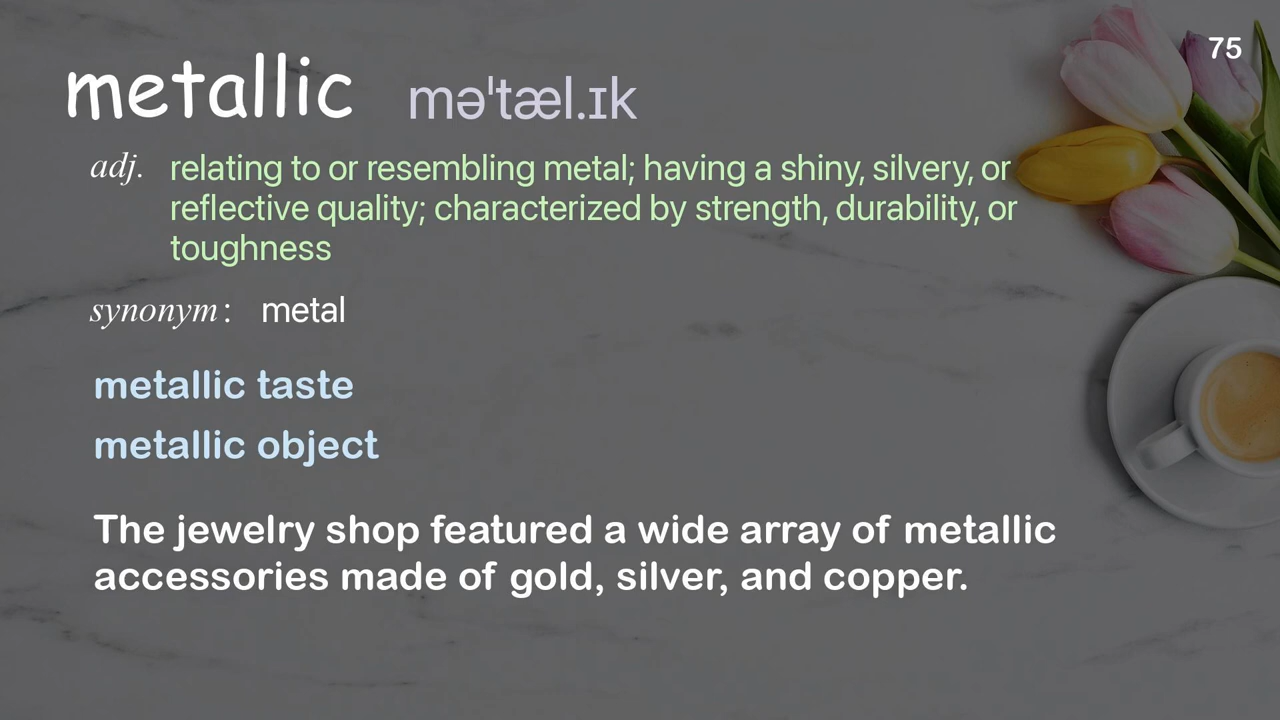 75
metallic məˈtæl.ɪk
adj. relating to or resembling metal; having a shiny, silvery, or
reflective quality; characterized by strength, durability, or
toughness
synonym: metal
metallic taste
metallic object
The jewelry shop featured a wide array of metallic
accessories made of gold, silver, and copper.